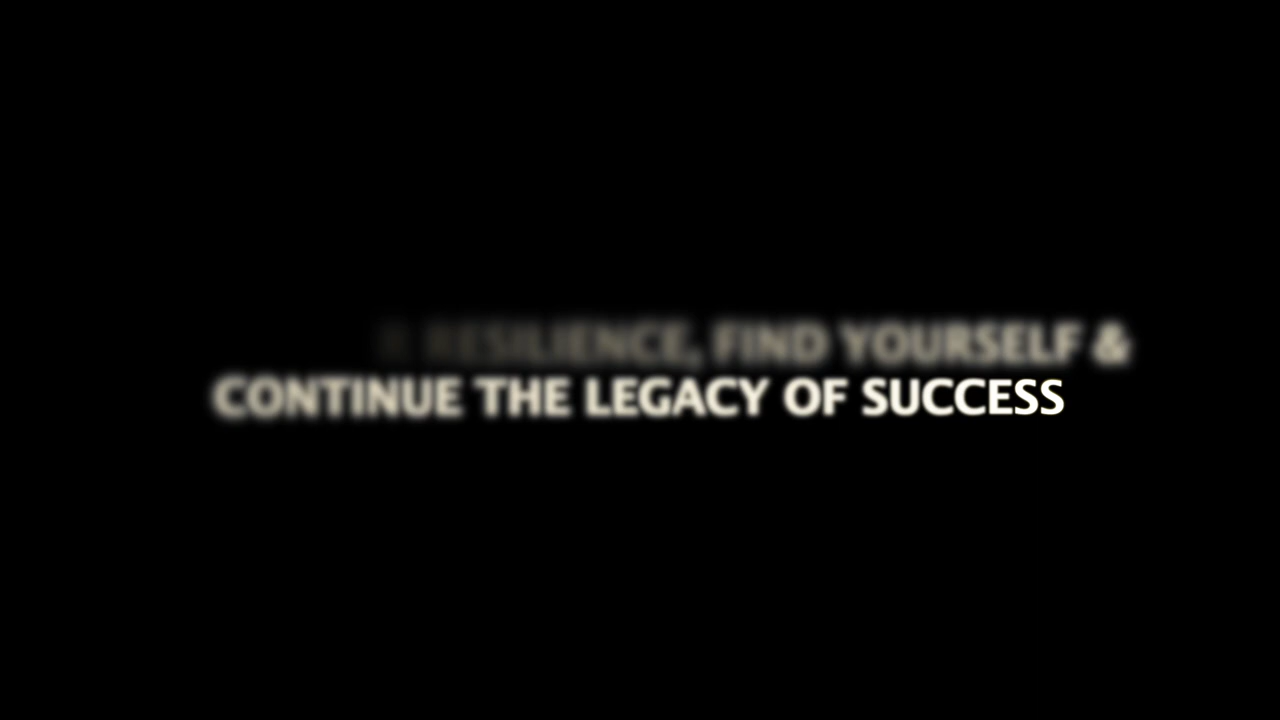 RESILIENCE, FIND YOURSELF &
CONTINUE THE LEGACY OF SUCCESS